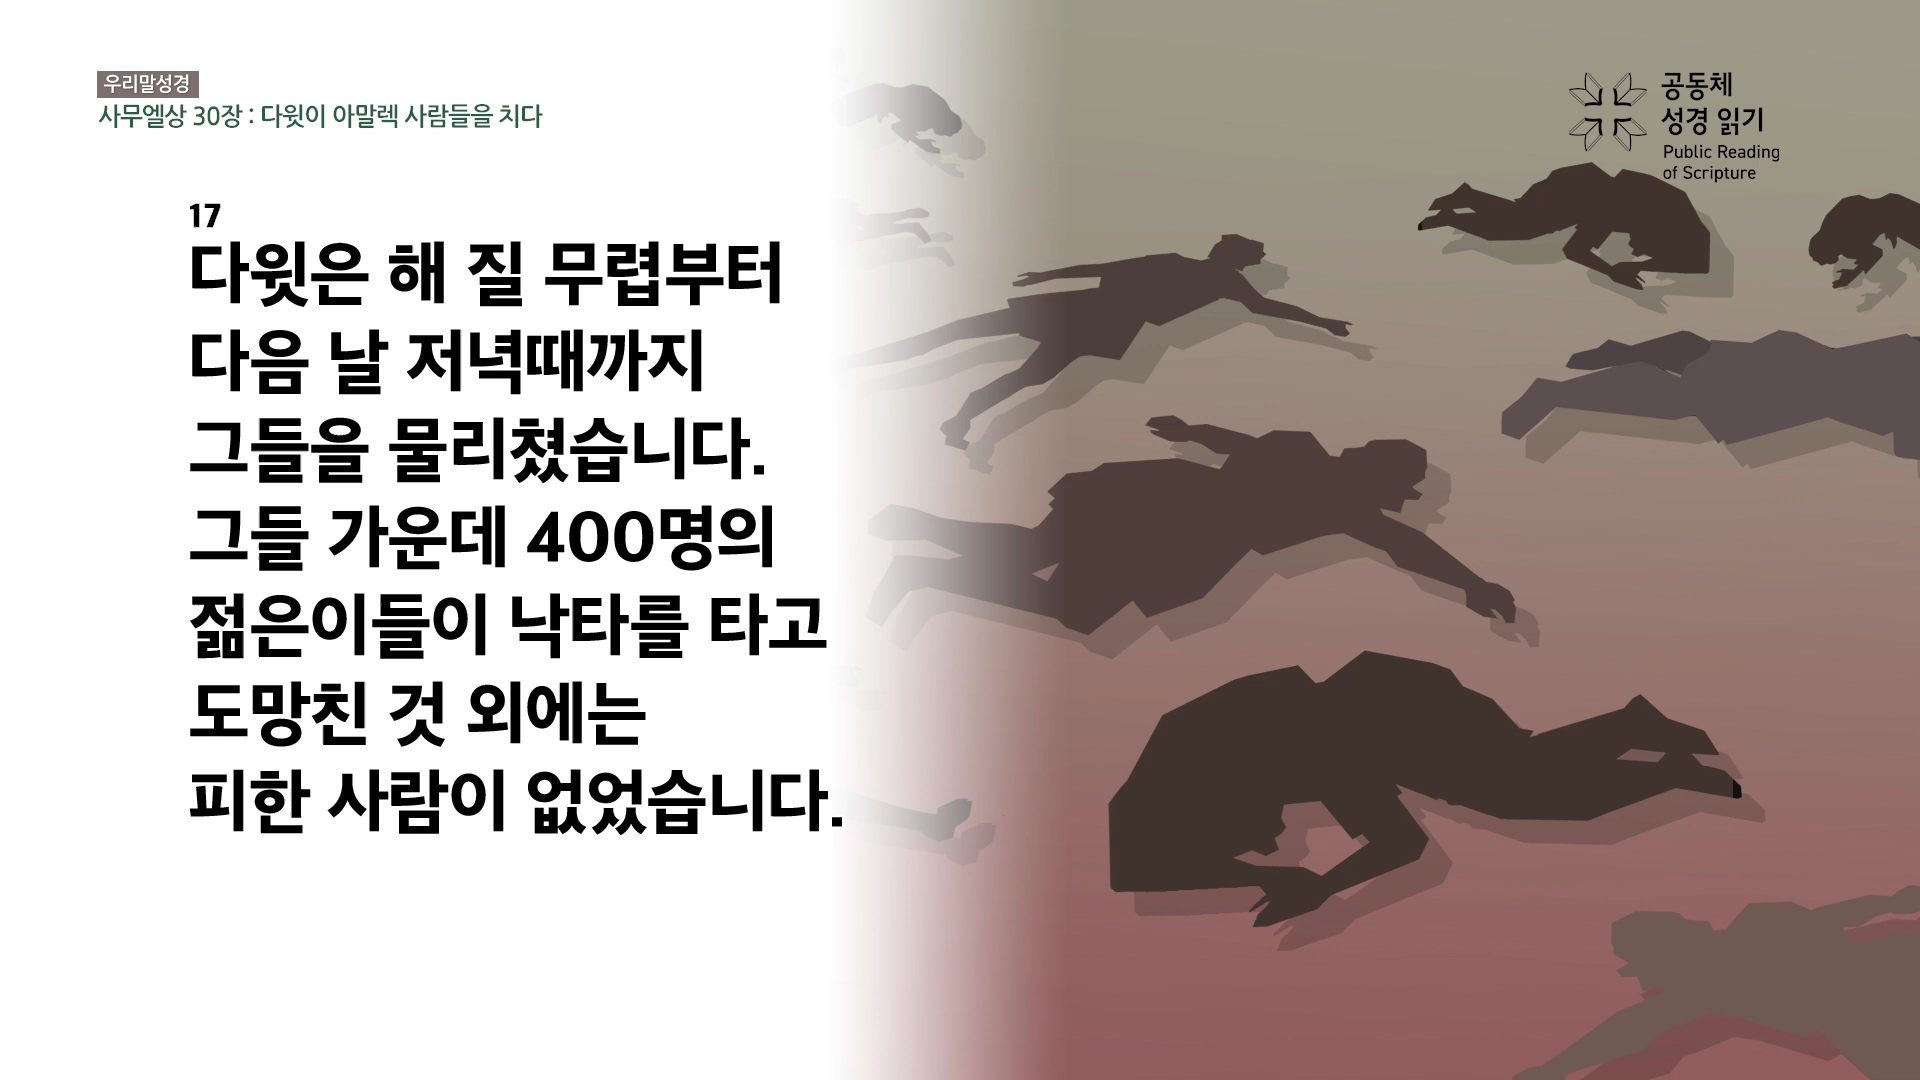 우리말성경
사무엘상 30장 : 다윗이 아말렉 사람들을 치다
공동체
성경 읽기
Public Reading
of Scripture
17
다윗은 해 질 무렵부터
다음 날 저녁때까지
그들을 물리쳤습니다.
그들 가운데 400명의
젊은이들이 낙타를 타고
도망친 것 외에는
피한 사람이 없었습니다.